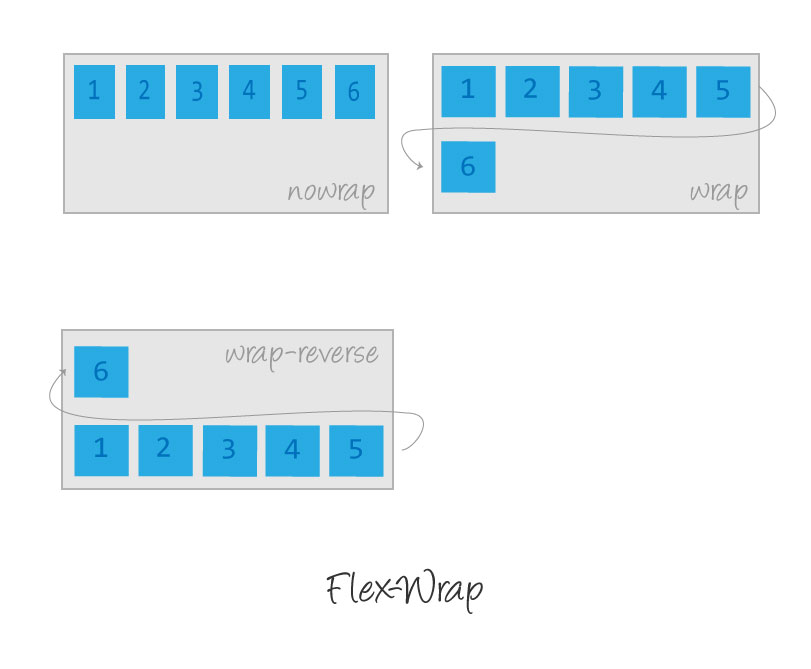 1 2 3 4 5 6
nowrap
1 2 3 4 5
6
wrap
wrap-reverse
6
1 2 3 4 5
Flex-Wrap